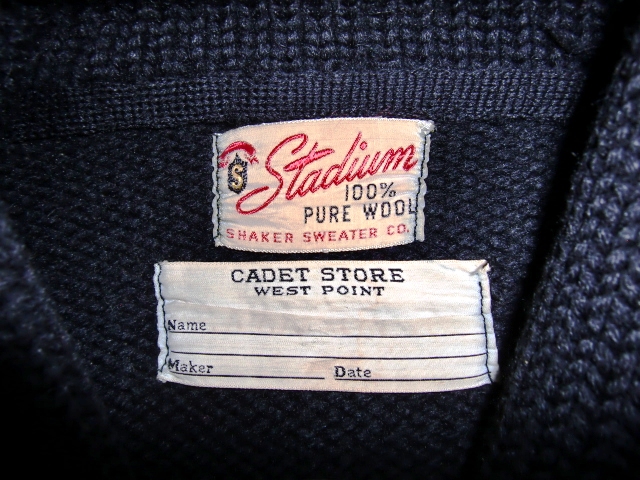 S
Stadium
100%
PURE WOOL
SHAKER SWEATER CO.
CADET STORE
WEST POINT
Name
Maker Date